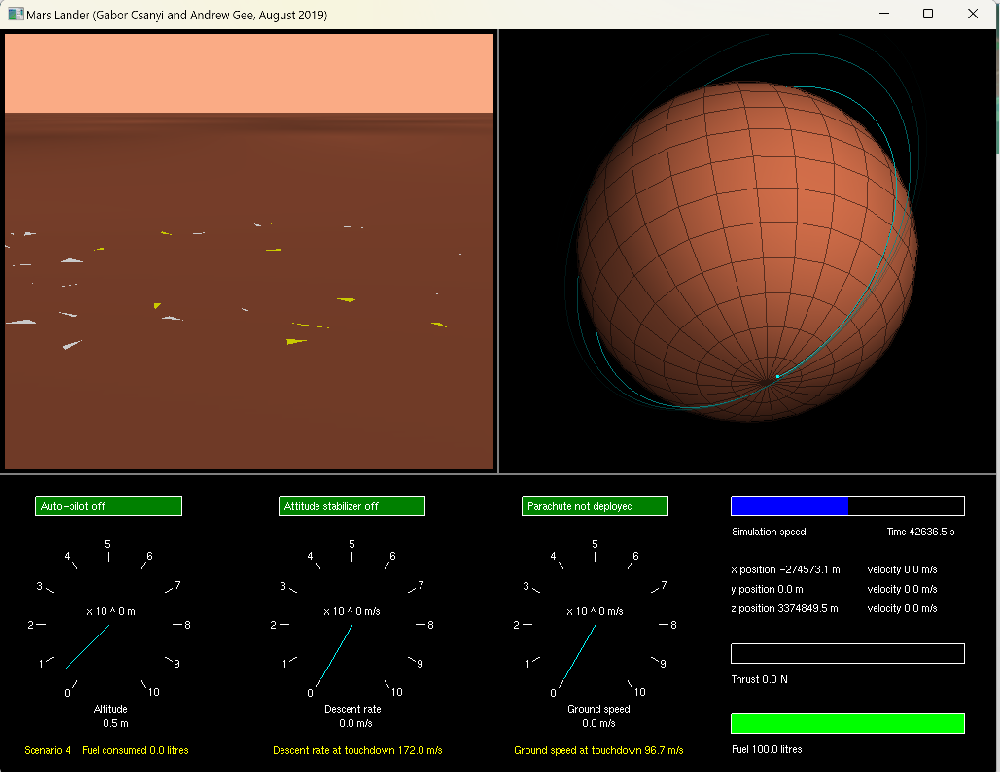 Mars Lander (Gabor Csanyi and Andrew Gee, August 2019)
Auto-pilot off
Attitude stabilizer off
Parachute not deployed
Simulation speed
Time 42636.5 s
0 1 2 3 4 5 6 7 8 9 10
x 10 ^ 0 m
Altitude
0.5 m
0 1 2 3 4 5 6 7 8 9 10
x 10 ^ 0 m/s
Descent rate
0.0 m/s
0 1 2 3 4 5 6 7 8 9 10
x 10 ^ 0 m/s
Ground speed
0.0 m/s
x position -274573.1 m velocity 0.0 m/s
y position 0.0 m velocity 0.0 m/s
z position 3374849.5 m velocity 0.0 m/s
Thrust 0.0 N
Fuel 100.0 litres
Scenario 4 Fuel consumed 0.0 litres
Descent rate at touchdown 172.0 m/s
Ground speed at touchdown 96.7 m/s